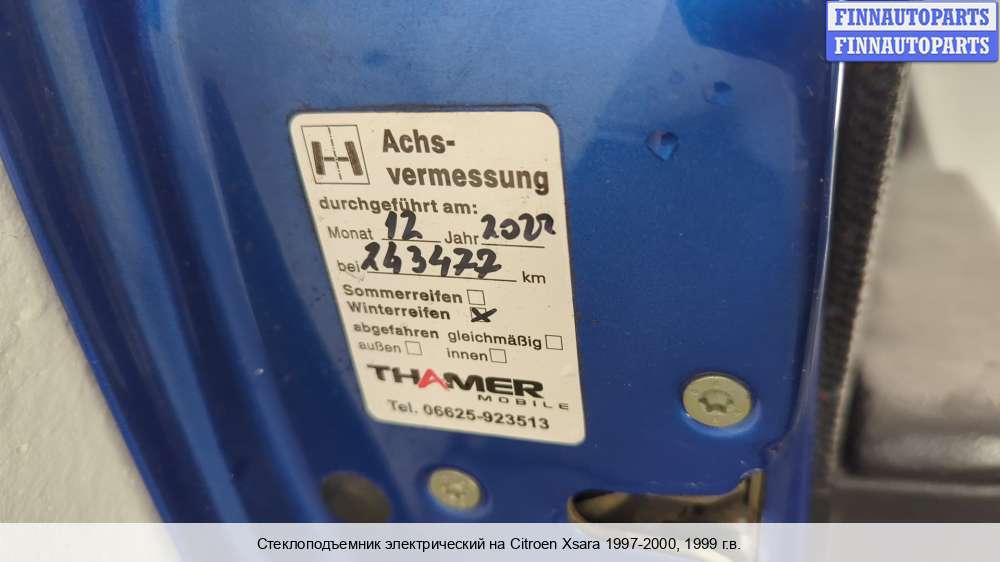 FINNAUTOPARTS
FINNAUTOPARTS
Achs-
vermessung
durchgeführt am:
Monat 12 Jahr 2022
bei 243477 km
Sommerreifen
Winterreifen
abgefahren gleichmäßig
außen innen
THAMER
MOBILE
Tel. 06625-923513
Стеклоподъемник электрический на Citroen Xsara 1997-2000, 1999 г.в.